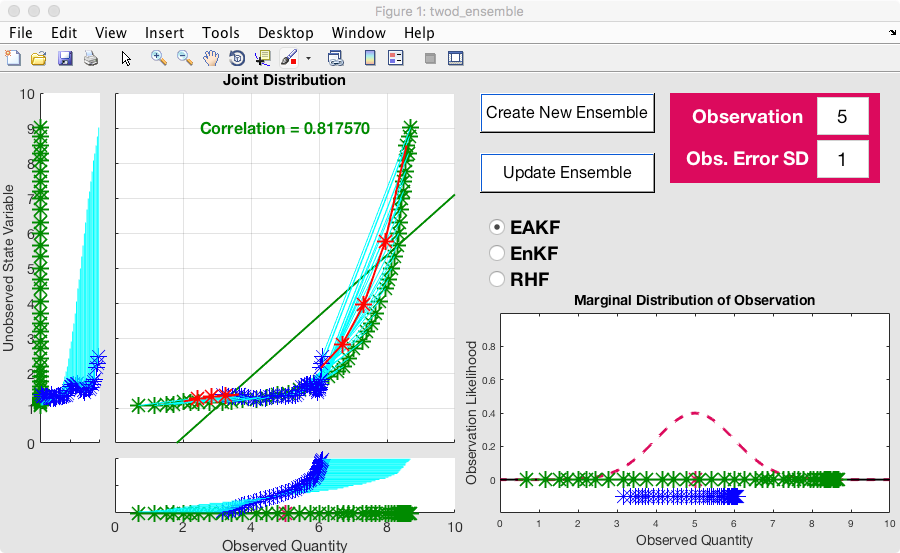 Figure 1: twod_ensemble
File Edit View Insert Tools Desktop Window Help
Joint Distribution
Correlation = 0.817570
Unobserved State Variable
10
9
8
7
6
5
4
3
2
1
0
0 2 4 6 8 10
Observed Quantity
Create New Ensemble
Update Ensemble
Observation 5
Obs. Error SD 1
EAKF
EnKF
RHF
Marginal Distribution of Observation
Observation Likelihood
0.8
0.6
0.4
0.2
0
0 1 2 3 4 5 6 7 8 9 10
Observed Quantity